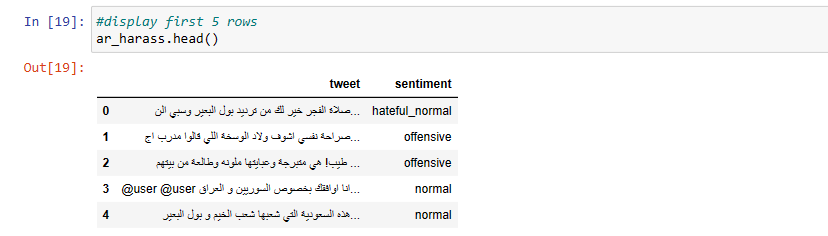 In [19]: #display first 5 rows
ar_harass.head()
Out[19]:
tweet sentiment
0 صلاة الفجر خير لك من ترديد بول البعير وسبي الن... hateful_normal
1 صراحة نفسي اشوف ولاد الوسخة اللي قالوا مدرب اج... offensive
2 طيب! هي متبرجة وعبايتها ملونه وطالعة من بيتهم ... offensive
3 @user @user انا اوافقك بخصوص السوريين و العراق... normal
4 هذه السعودية التي شعبها شعب الخيم و بول البعير... normal